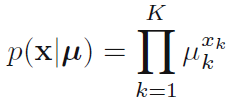 p(𝐱|𝝁) = ∏_{k=1}^{K} μ_k^{x_k}